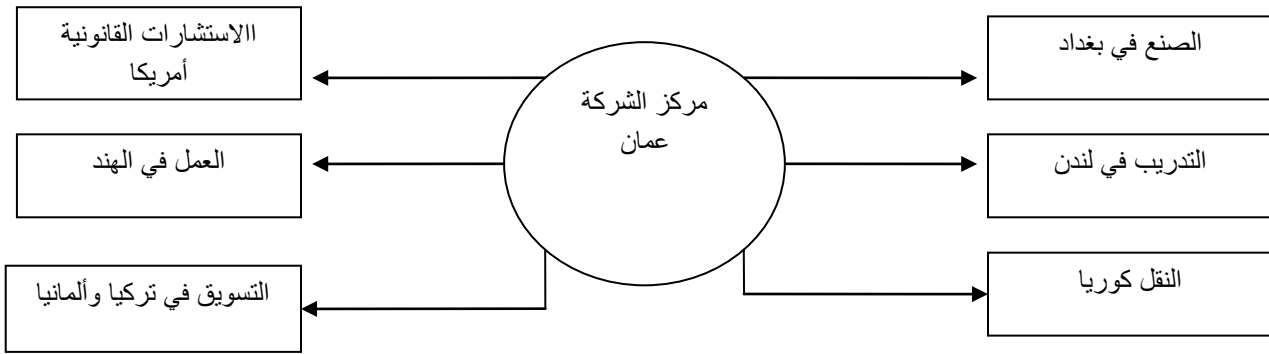 الصنع في بغداد
مركز الشركة
عمان
االاستشارات القانونية
أمريكا
التدريب في لندن
العمل في الهند
النقل كوريا
التسويق في تركيا وألمانيا